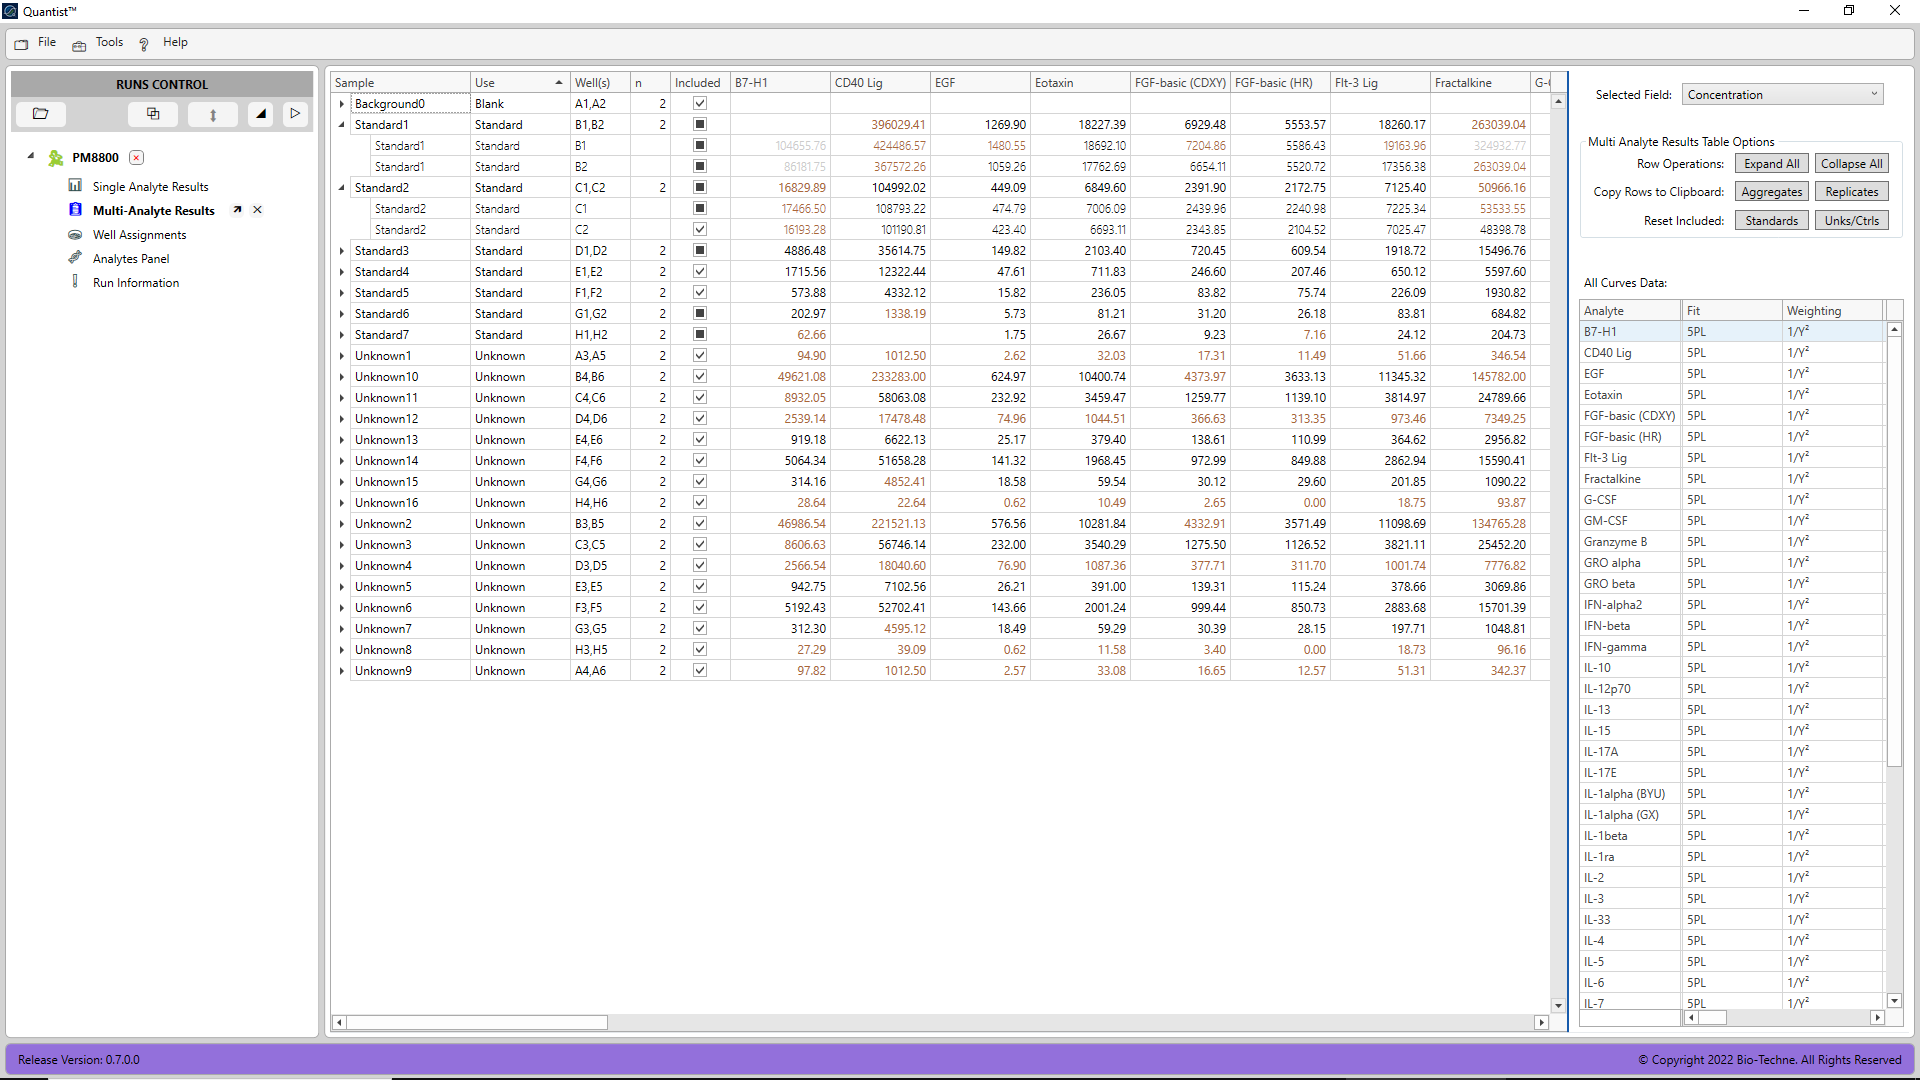 Quantist™
File Tools Help
RUNS CONTROL
PM8800
Single Analyte Results
Multi-Analyte Results
Well Assignments
Analytes Panel
Run Information
Sample Use Well(s) n Included B7-H1 CD40 Lig EGF Eotaxin FGF-basic (CDXY) FGF-basic (HR) Flt-3 Lig Fractalkine
Background0 Blank A1,A2 2
Standard1 Standard B1,B2 2 396029.41 1269.90 18227.39 6929.48 5553.57 18260.17 263039.04
Standard1 Standard B1 104655.76 424486.57 1480.55 18692.10 7204.86 5586.43 19163.96 324932.77
Standard1 Standard B2 86181.75 367572.26 1059.26 17762.69 6654.11 5520.72 17356.38 263039.04
Standard2 Standard C1,C2 2 16829.89 104992.02 449.09 6849.60 2391.90 2172.75 7125.40 50966.16
Standard2 Standard C1 17466.50 108793.22 474.79 7006.09 2439.96 2240.98 7225.34 53533.55
Standard2 Standard C2 16193.28 101190.81 423.40 6693.11 2343.85 2104.52 7025.47 48398.78
Standard3 Standard D1,D2 2 4886.48 35614.75 149.82 2103.40 720.45 609.54 1918.72 15496.76
Standard4 Standard E1,E2 2 1715.56 12322.44 47.61 711.83 246.60 207.46 650.12 5597.60
Standard5 Standard F1,F2 2 573.88 4332.12 15.82 236.05 83.82 75.74 226.09 1930.82
Standard6 Standard G1,G2 2 202.97 1338.19 5.73 81.21 31.20 26.18 83.81 684.82
Standard7 Standard H1,H2 2 62.66 1.75 26.67 9.23 7.16 24.12 204.73
Unknown1 Unknown A3,A5 2 94.90 1012.50 2.62 32.03 17.31 11.49 51.66 346.54
Unknown10 Unknown B4,B6 2 49621.08 233283.00 624.97 10400.74 4373.97 3633.13 11345.32 145782.00
Unknown11 Unknown C4,C6 2 8932.05 58063.08 232.92 3459.47 1259.77 1139.10 3814.97 24789.66
Unknown12 Unknown D4,D6 2 2539.14 17478.48 74.96 1044.51 366.63 313.35 973.46 7349.25
Unknown13 Unknown E4,E6 2 919.18 6622.13 25.17 379.40 138.61 110.99 364.62 2956.82
Unknown14 Unknown F4,F6 2 5064.34 51658.28 141.32 1968.45 972.99 849.88 2862.94 15590.41
Unknown15 Unknown G4,G6 2 314.16 4852.41 18.58 59.54 30.12 29.60 201.85 1090.22
Unknown16 Unknown H4,H6 2 28.64 22.64 0.62 10.49 2.65 0.00 18.75 93.87
Unknown2 Unknown B3,B5 2 46986.54 221521.13 576.56 10281.84 4332.91 3571.49 11098.69 134765.28
Unknown3 Unknown C3,C5 2 8606.63 56746.14 232.00 3540.29 1275.50 1126.52 3821.11 25452.20
Unknown4 Unknown D3,D5 2 2566.54 18040.60 76.90 1087.36 377.71 311.70 1001.74 7776.82
Unknown5 Unknown E3,E5 2 942.75 7102.56 26.21 391.00 139.31 115.24 378.66 3069.86
Unknown6 Unknown F3,F5 2 5192.43 52702.41 143.66 2001.24 999.44 850.73 2883.68 15701.39
Unknown7 Unknown G3,G5 2 312.30 4595.12 18.49 59.29 30.39 28.15 197.71 1048.81
Unknown8 Unknown H3,H5 2 27.29 39.09 0.62 11.58 3.40 0.00 18.73 96.16
Unknown9 Unknown A4,A6 2 97.82 1012.50 2.57 33.08 16.65 12.57 51.31 342.37
Selected Field: Concentration
Multi Analyte Results Table Options
Row Operations: Expand All Collapse All
Copy Rows to Clipboard: Aggregates Replicates
Reset Included: Standards Unks/Ctrls
All Curves Data:
Analyte Fit Weighting
B7-H1 5PL 1/Y²
CD40 Lig 5PL 1/Y²
EGF 5PL 1/Y²
Eotaxin 5PL 1/Y²
FGF-basic (CDXY) 5PL 1/Y²
FGF-basic (HR) 5PL 1/Y²
Flt-3 Lig 5PL 1/Y²
Fractalkine 5PL 1/Y²
G-CSF 5PL 1/Y²
GM-CSF 5PL 1/Y²
Granzyme B 5PL 1/Y²
GRO alpha 5PL 1/Y²
GRO beta 5PL 1/Y²
IFN-alpha2 5PL 1/Y²
IFN-beta 5PL 1/Y²
IFN-gamma 5PL 1/Y²
IL-10 5PL 1/Y²
IL-12p70 5PL 1/Y²
IL-13 5PL 1/Y²
IL-15 5PL 1/Y²
IL-17A 5PL 1/Y²
IL-17E 5PL 1/Y²
IL-1alpha (BYU) 5PL 1/Y²
IL-1alpha (GX) 5PL 1/Y²
IL-1beta 5PL 1/Y²
IL-1ra 5PL 1/Y²
IL-2 5PL 1/Y²
IL-3 5PL 1/Y²
IL-33 5PL 1/Y²
IL-4 5PL 1/Y²
IL-5 5PL 1/Y²
IL-6 5PL 1/Y²
IL-7 5PL 1/Y²
Release Version: 0.7.0.0
© Copyright 2022 Bio-Techne. All Rights Reserved